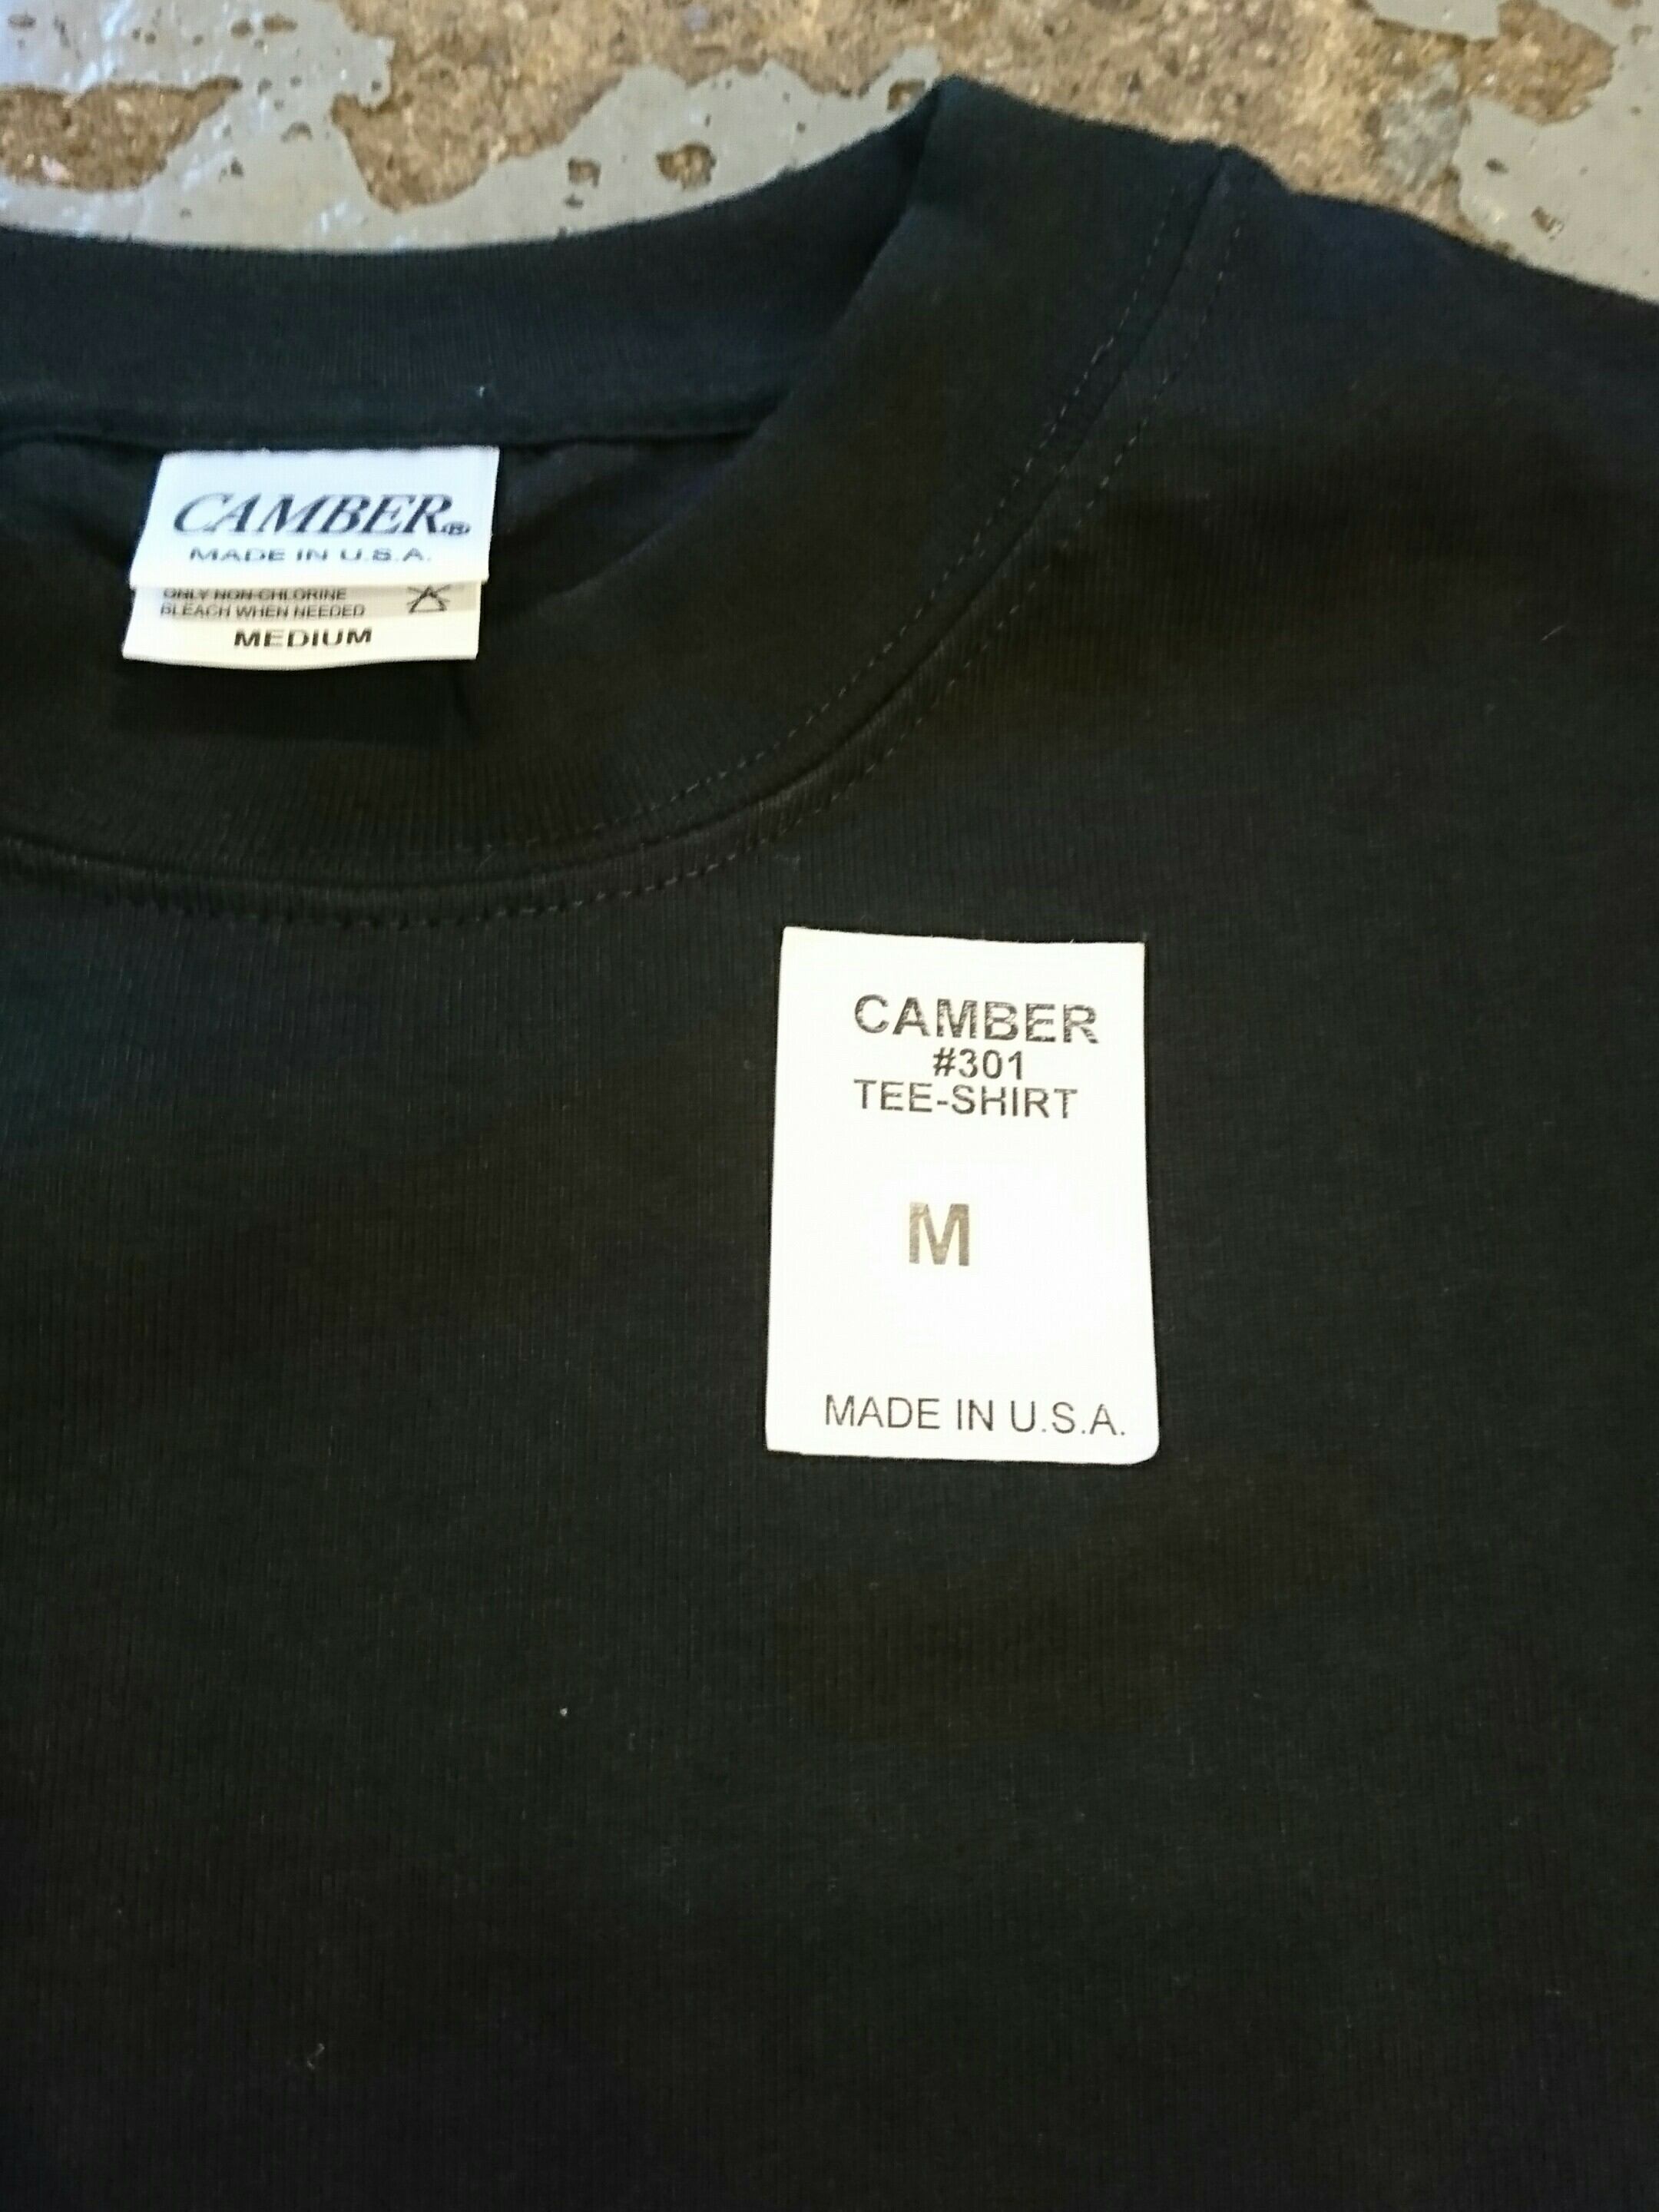 CAMBER®
MADE IN U.S.A.
ONLY NON-CHLORINE
BLEACH WHEN NEEDED
MEDIUM
CAMBER
#301
TEE-SHIRT
M
MADE IN U.S.A.